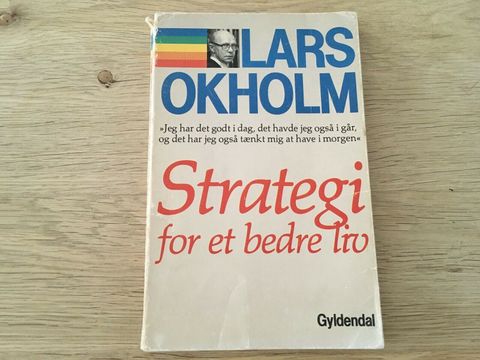 LARS
OKHOLM
»Jeg har det godt i dag, det havde jeg også i går,
og det har jeg også tænkt mig at have i morgen«
Strategi
for et bedre liv
Gyldendal